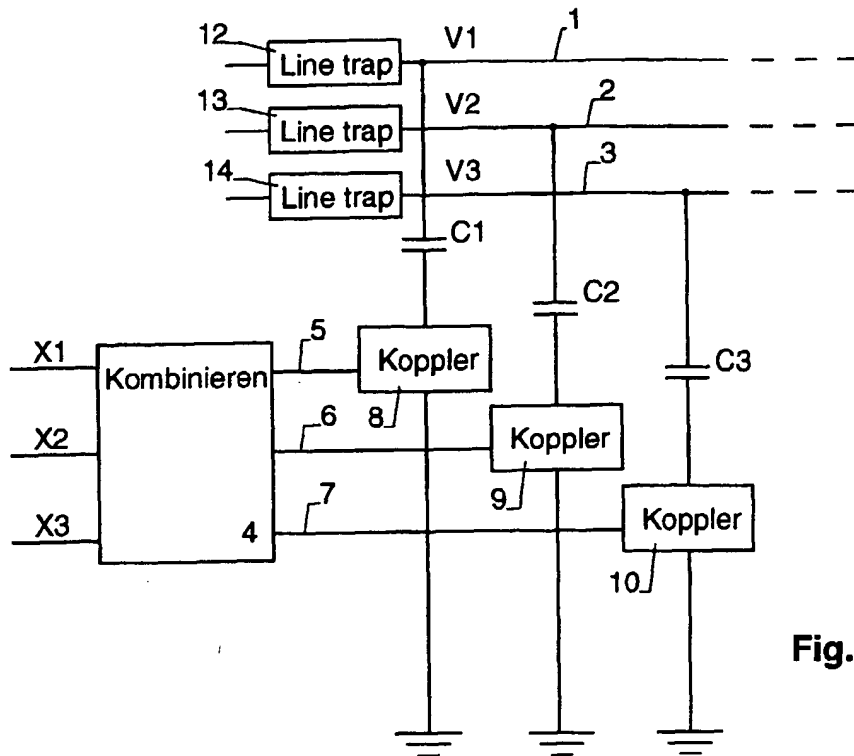 12
Line trap
V1
1
13
Line trap
V2
2
14
Line trap
V3
3
C1
C2
C3
X1
X2
X3
Kombinieren
4
5
6
7
Koppler
8
Koppler
9
Koppler
10
Fig.